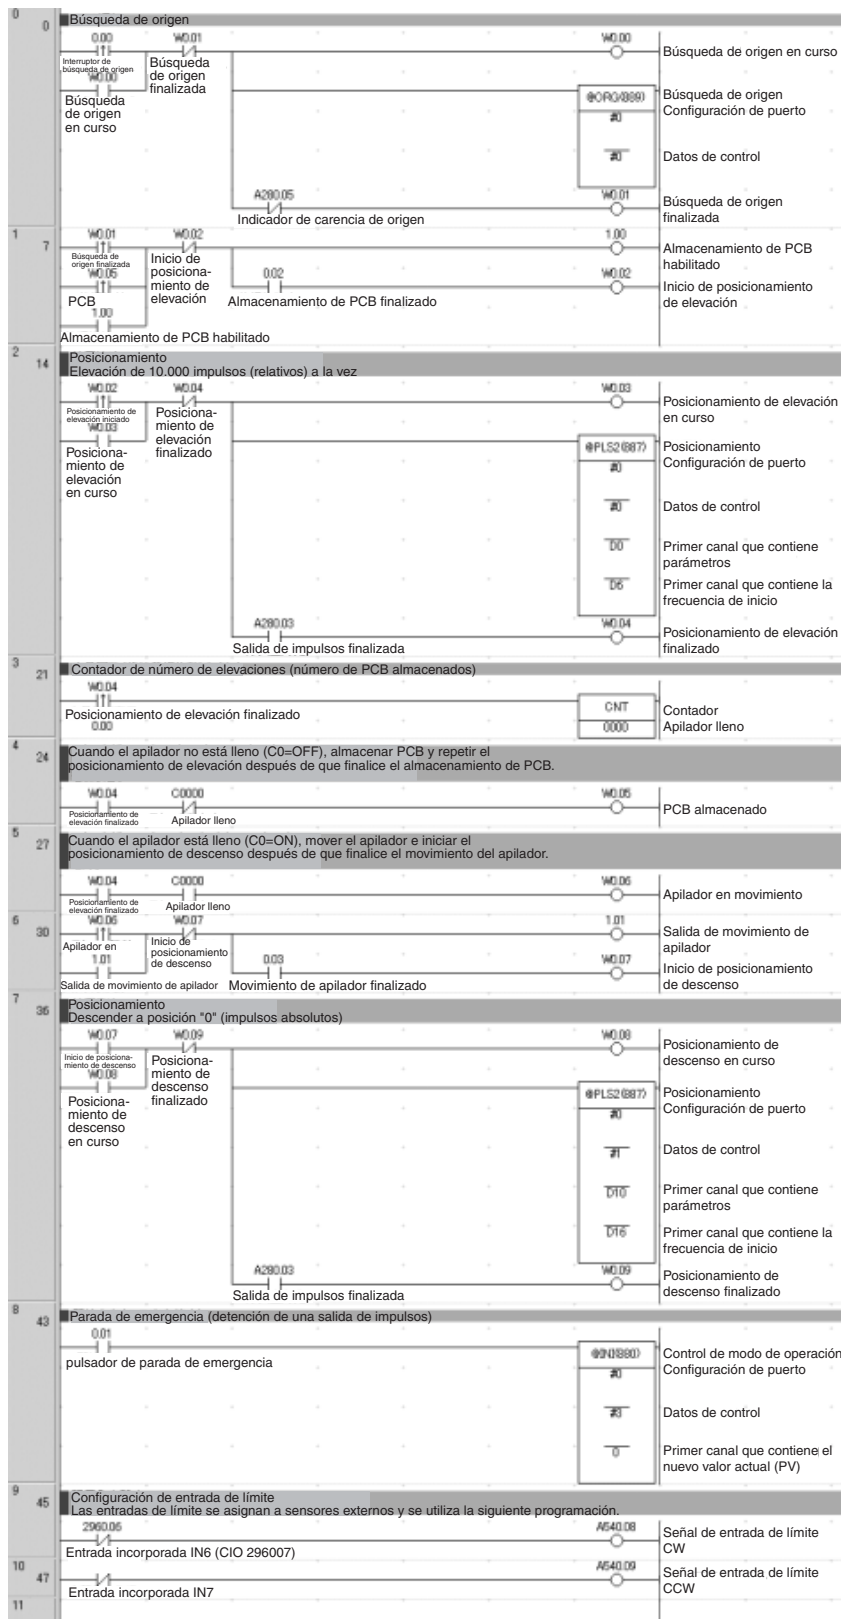 0 0 Búsqueda de origen
0.00 W0.01 W0.00
Interruptor de búsqueda de origen
Búsqueda de origen finalizada
Búsqueda de origen en curso
W0.00
Búsqueda de origen en curso
@ORG(889) Búsqueda de origen
Configuración de puerto
#0
#0 Datos de control
A280.05 W0.01
Indicador de carencia de origen
Búsqueda de origen finalizada
1 7
W0.01 W0.02 1.00
Búsqueda de origen finalizada
Inicio de posiciona-
miento de elevación
Almacenamiento de PCB habilitado
W0.05 0.02 W0.02
PCB
Almacenamiento de PCB finalizado
Inicio de posicionamiento de elevación
1.00
Almacenamiento de PCB habilitado
2 14 Posicionamiento
Elevación de 10.000 impulsos (relativos) a la vez
W0.02 W0.04 W0.03
Posicionamiento de elevación iniciado
Posiciona-
miento de elevación finalizado
Posicionamiento de elevación en curso
W0.03
Posiciona-
miento de elevación en curso
@PLS2(887) Posicionamiento
Configuración de puerto
#0
#0 Datos de control
D0 Primer canal que contiene parámetros
D6 Primer canal que contiene la frecuencia de inicio
A280.03 W0.04
Salida de impulsos finalizada
Posicionamiento de elevación finalizado
3 21 Contador de número de elevaciones (número de PCB almacenados)
W0.04
Posicionamiento de elevación finalizado
CNT Contador
0.00 0000 Apilador lleno
4 24 Cuando el apilador no está lleno (C0=OFF), almacenar PCB y repetir el
posicionamiento de elevación después de que finalice el almacenamiento de PCB.
W0.04 C0000 W0.05
Posicionamiento de elevación finalizado
Apilador lleno
PCB almacenado
5 27 Cuando el apilador está lleno (C0=ON), mover el apilador e iniciar el
posicionamiento de descenso después de que finalice el movimiento del apilador.
W0.04 C0000 W0.06
Posicionamiento de elevación finalizado
Apilador lleno
Apilador en movimiento
6 30
W0.06 W0.07 1.01
Apilador en
Inicio de posicionamiento de descenso
Salida de movimiento de apilador
1.01 0.03 W0.07
Salida de movimiento de apilador
Movimiento de apilador finalizado
Inicio de posicionamiento de descenso
7 36 Posicionamiento
Descender a posición "0" (impulsos absolutos)
W0.07 W0.09 W0.08
Inicio de posiciona-
miento de descenso
Posiciona-
miento de descenso finalizado
Posicionamiento de descenso en curso
W0.08
Posiciona-
miento de descenso en curso
@PLS2(887) Posicionamiento
Configuración de puerto
#0
#1 Datos de control
D10 Primer canal que contiene parámetros
D16 Primer canal que contiene la frecuencia de inicio
A280.03 W0.09
Salida de impulsos finalizada
Posicionamiento de descenso finalizado
8 43 Parada de emergencia (detención de una salida de impulsos)
0.01
pulsador de parada de emergencia
@INI(880) Control de modo de operación
Configuración de puerto
#0
#3 Datos de control
0 Primer canal que contiene el nuevo valor actual (PV)
9 45 Configuración de entrada de límite
Las entradas de límite se asignan a sensores externos y se utiliza la siguiente programación.
2960.06 A540.08
Entrada incorporada IN6 (CIO 296007)
Señal de entrada de límite CW
10 47
A540.09
Entrada incorporada IN7
Señal de entrada de límite CCW
11